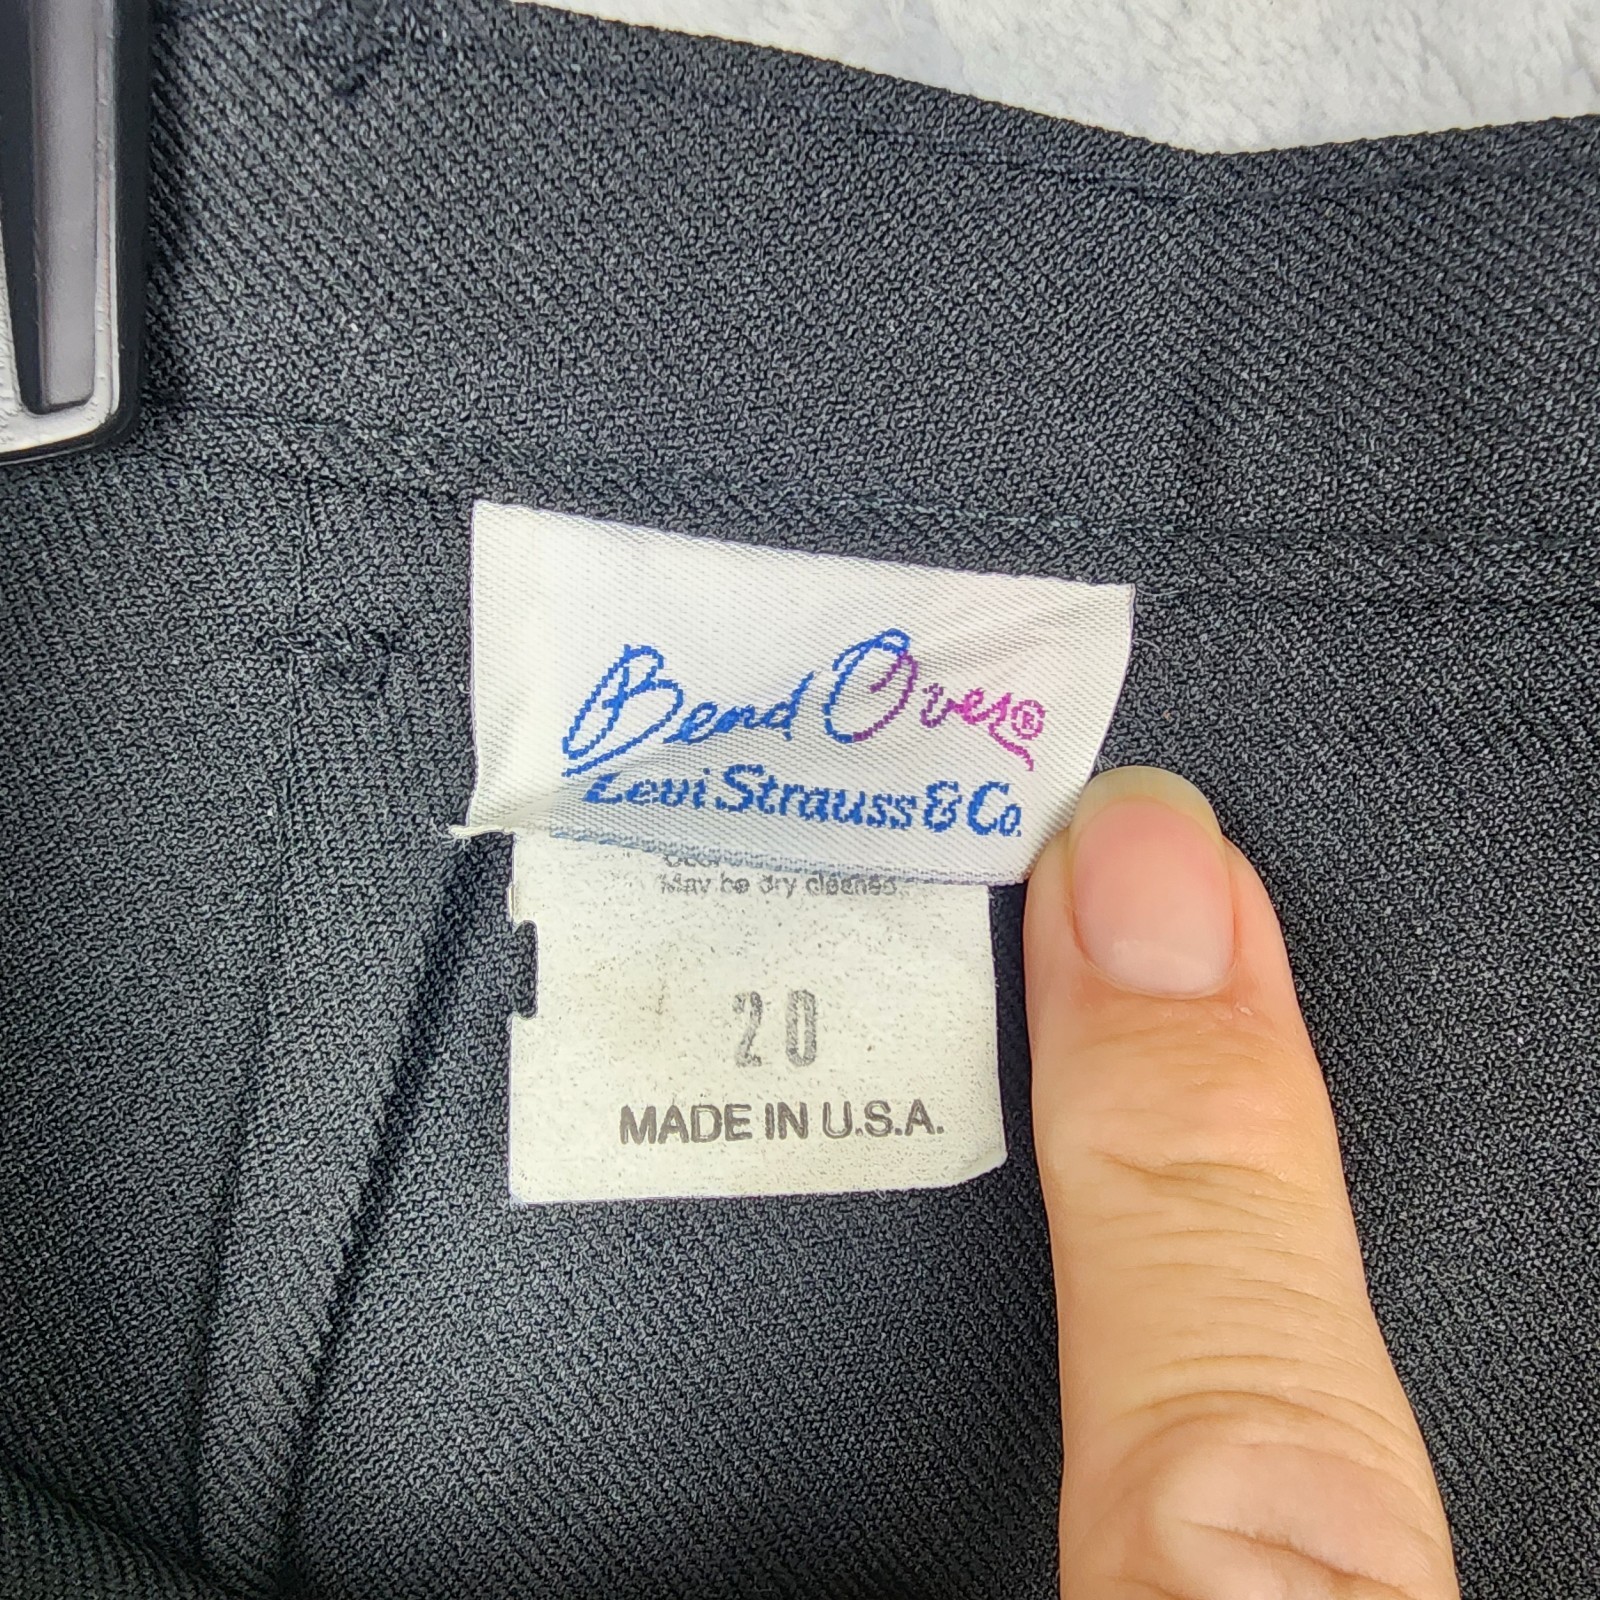 Bend Over®
Levi Strauss & Co.
May be dry cleaned.
20
MADE IN U.S.A.